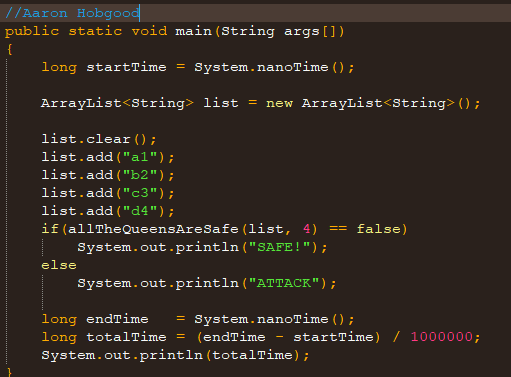 //Aaron Hobgood
public static void main(String args[])
{
long startTime = System.nanoTime();
ArrayList<String> list = new ArrayList<String>();
list.clear();
list.add("a1");
list.add("b2");
list.add("c3");
list.add("d4");
if(allTheQueensAreSafe(list, 4) == false)
System.out.println("SAFE!");
else
System.out.println("ATTACK");
long endTime = System.nanoTime();
long totalTime = (endTime - startTime) / 1000000;
System.out.println(totalTime);
}